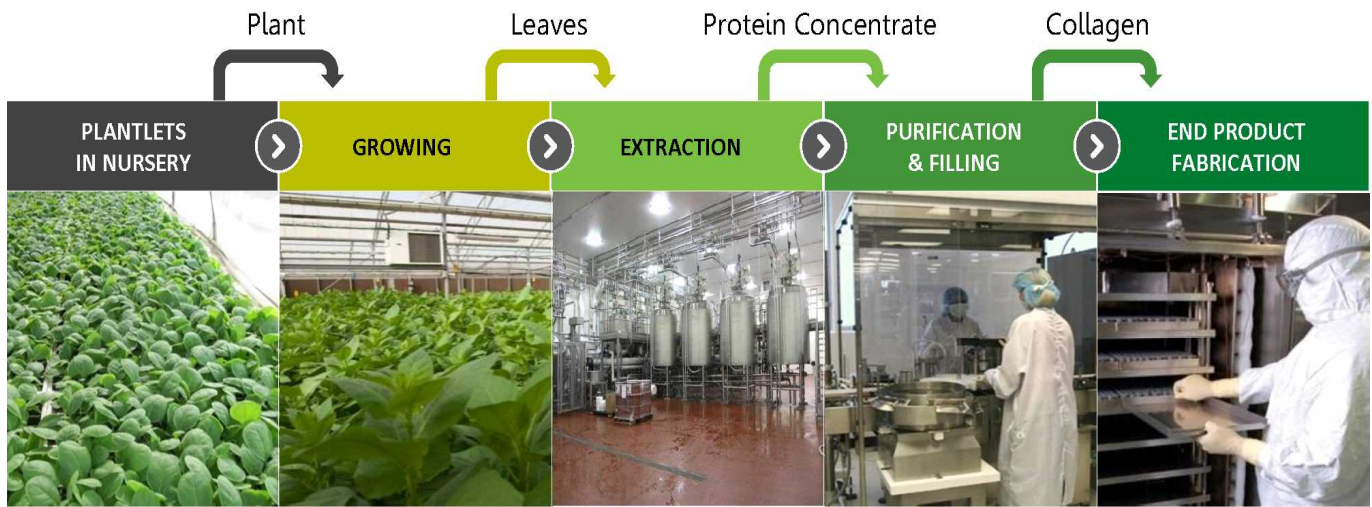 Plant
Leaves
Protein Concentrate
Collagen
PLANTLETS
IN NURSERY
GROWING
EXTRACTION
PURIFICATION
& FILLING
END PRODUCT
FABRICATION